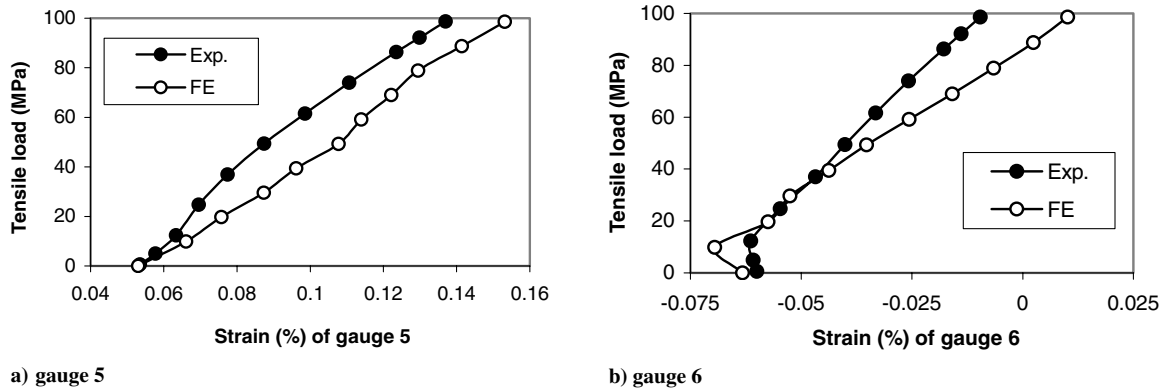 100
80
60
40
20
0
Tensile load (MPa)
Exp.
FE
0.04 0.06 0.08 0.1 0.12 0.14 0.16
Strain (%) of gauge 5
a) gauge 5
100
80
60
40
20
0
Tensile load (MPa)
Exp.
FE
-0.075 -0.05 -0.025 0 0.025
Strain (%) of gauge 6
b) gauge 6